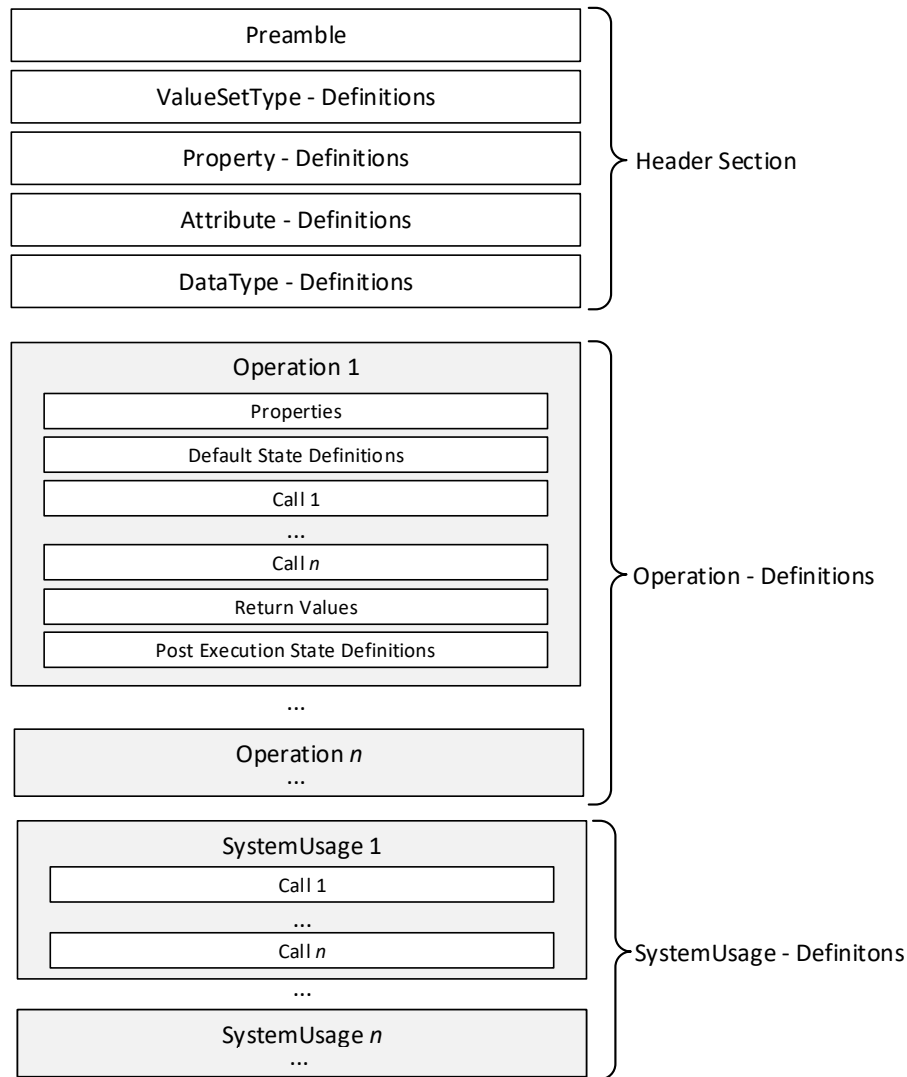 Preamble
ValueSetType - Definitions
Property - Definitions
Attribute - Definitions
DataType - Definitions
Header Section
Operation 1
Properties
Default State Definitions
Call 1
...
Call n
Return Values
Post Execution State Definitions
...
Operation n
...
Operation - Definitions
SystemUsage 1
Call 1
...
Call n
...
SystemUsage n
...
SystemUsage - Definitons